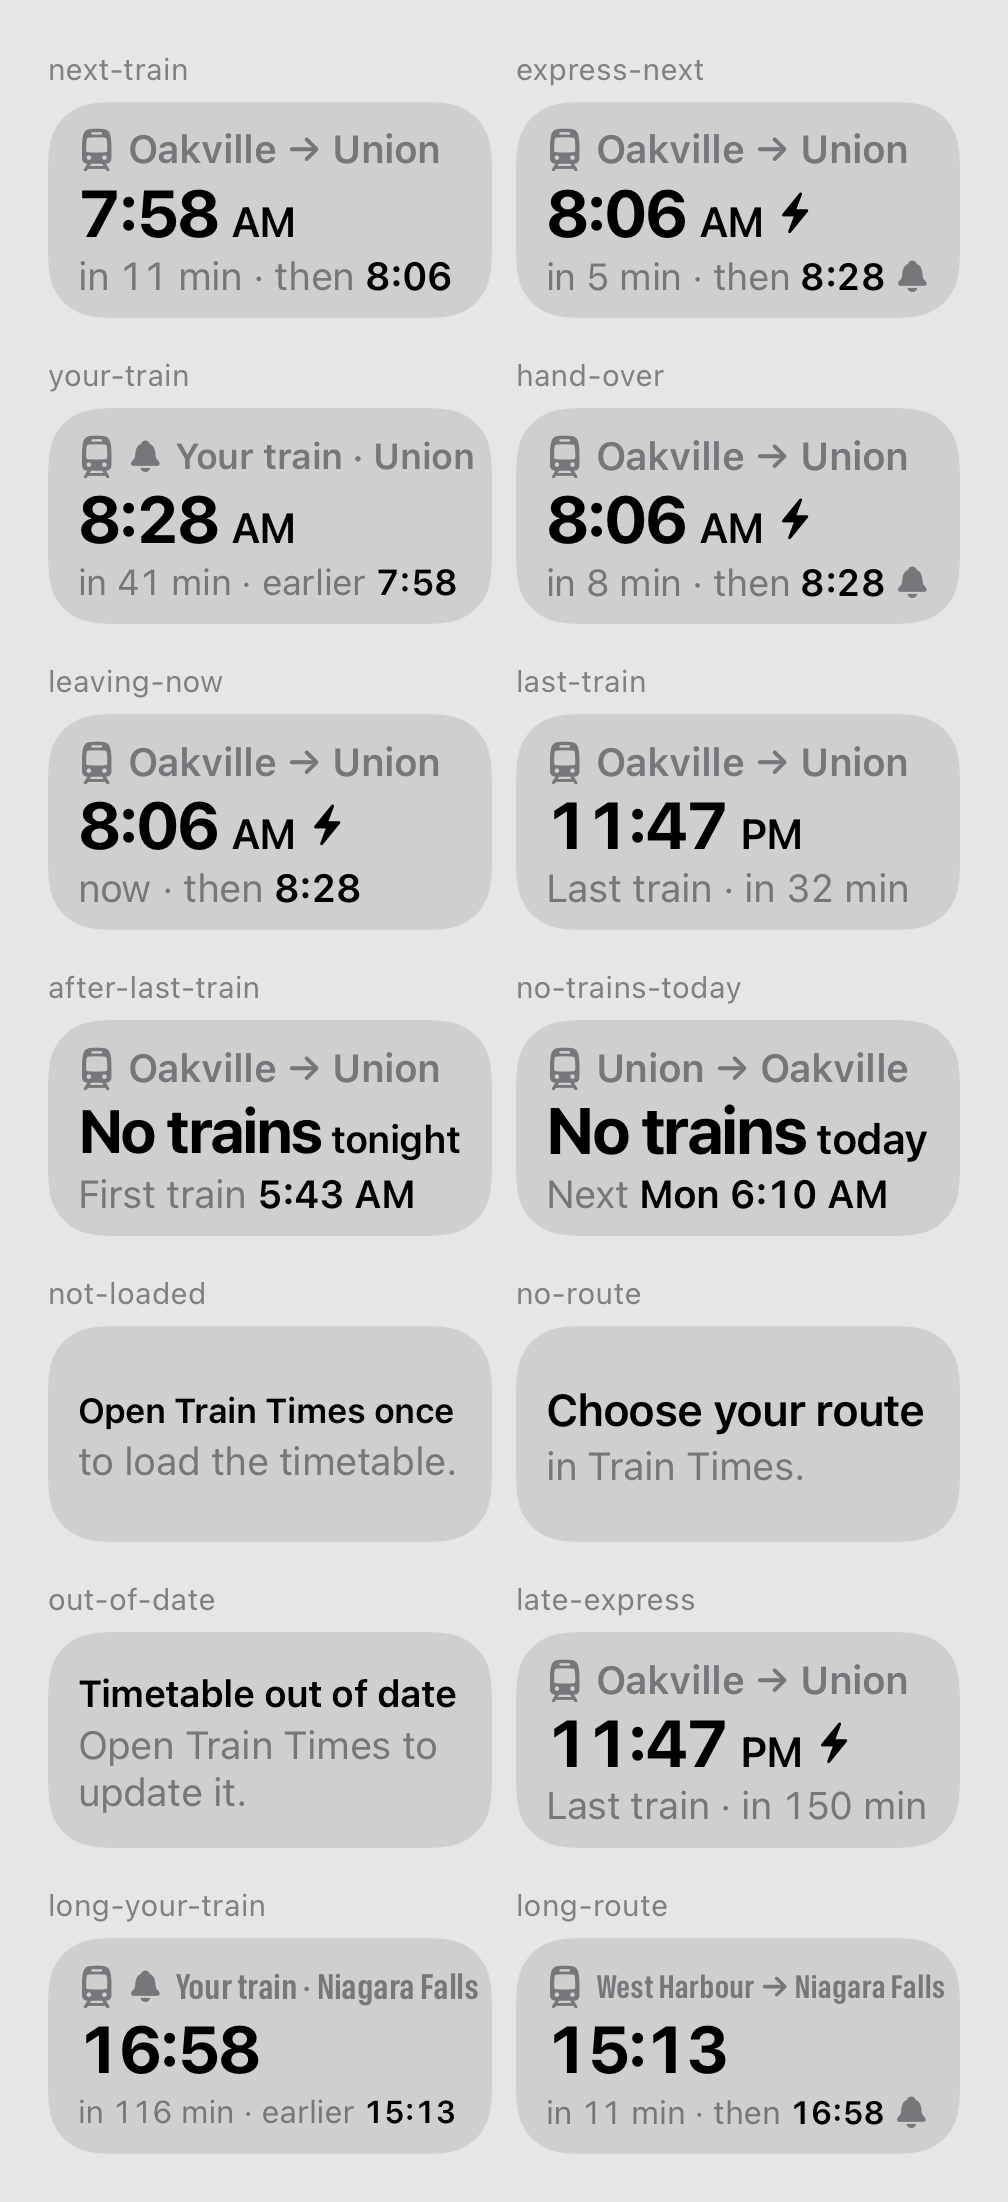 next-train
Oakville → Union
7:58 AM
in 11 min · then 8:06
express-next
Oakville → Union
8:06 AM
in 5 min · then 8:28
your-train
Your train · Union
8:28 AM
in 41 min · earlier 7:58
hand-over
Oakville → Union
8:06 AM
in 8 min · then 8:28
leaving-now
Oakville → Union
8:06 AM
now · then 8:28
last-train
Oakville → Union
11:47 PM
Last train · in 32 min
after-last-train
Oakville → Union
No trains tonight
First train 5:43 AM
no-trains-today
Union → Oakville
No trains today
Next Mon 6:10 AM
not-loaded
Open Train Times once
to load the timetable.
no-route
Choose your route
in Train Times.
out-of-date
Timetable out of date
Open Train Times to
update it.
late-express
Oakville → Union
11:47 PM
Last train · in 150 min
long-your-train
Your train · Niagara Falls
16:58
in 116 min · earlier 15:13
long-route
West Harbour → Niagara Falls
15:13
in 11 min · then 16:58